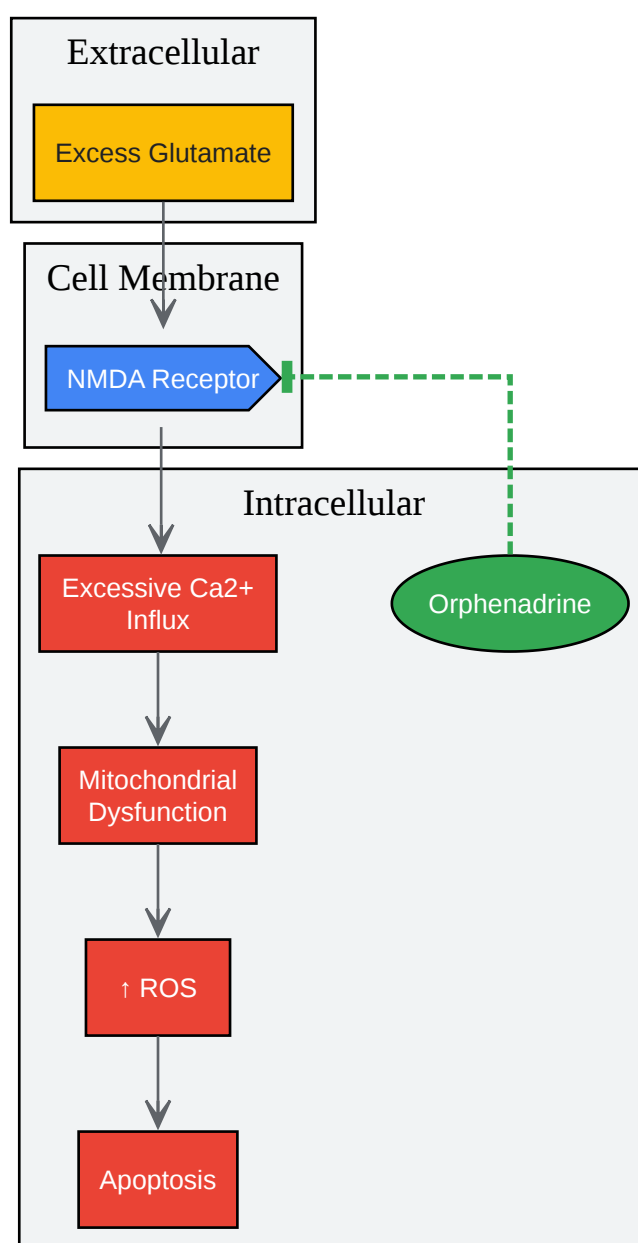 Extracellular
Excess Glutamate
Cell Membrane
NMDA Receptor
Intracellular
Excessive Ca2+
Influx
Orphenadrine
Mitochondrial
Dysfunction
↑ ROS
Apoptosis